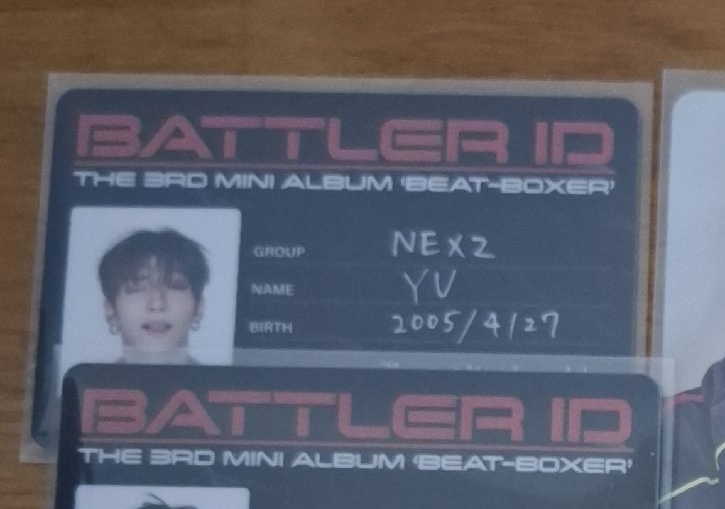 BATTLER ID
THE 3RD MINI ALBUM 'BEAT-BOXER'
GROUP NEXZ
NAME YU
BIRTH 2005/4/27
BATTLER ID
THE 3RD MINI ALBUM 'BEAT-BOXER'